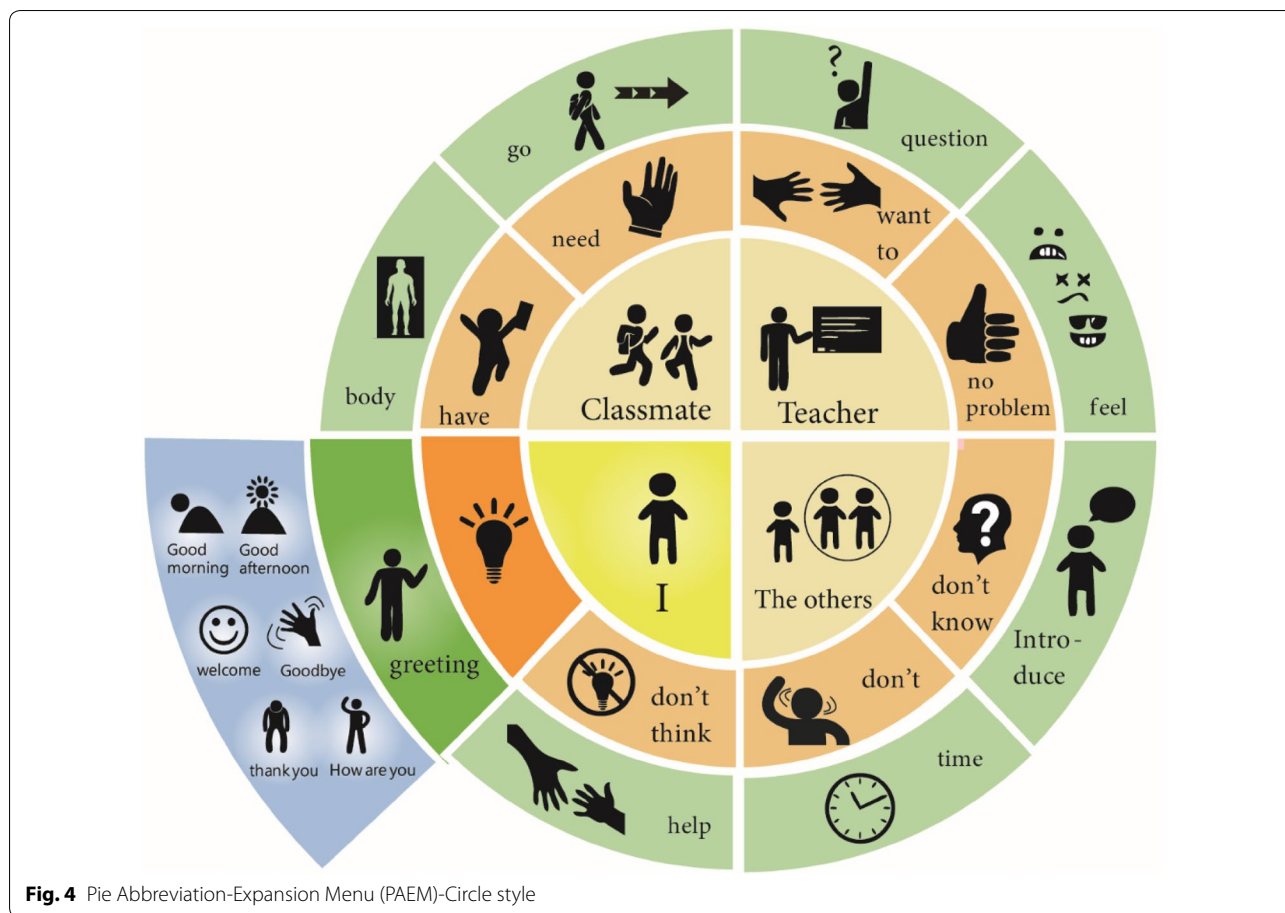 ?
go
question
need
want
to
body
have
Classmate
Teacher
no
problem
feel
Good
morning
Good
afternoon
welcome
Goodbye
thank you
How are you
greeting
I
The others
?
don't
know
Intro-
duce
don't
think
don't
help
time
Fig. 4 Pie Abbreviation-Expansion Menu (PAEM)-Circle style